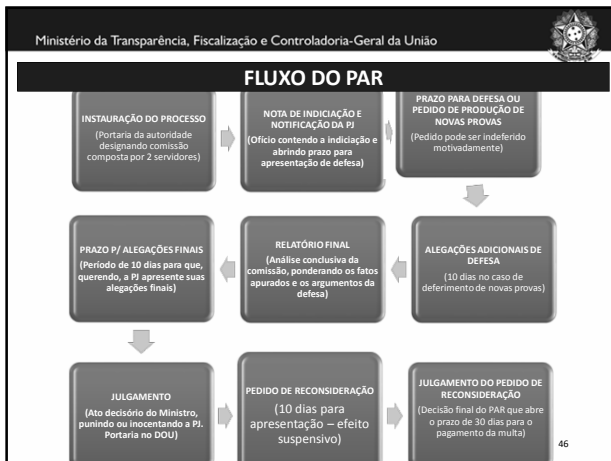 Ministério da Transparência, Fiscalização e Controladoria-Geral da União
FLUXO DO PAR
INSTAURAÇÃO DO PROCESSO
(Portaria da autoridade
designando comissão
composta por 2 servidores)
NOTA DE INDICIAÇÃO E
NOTIFICAÇÃO DA PJ
(Ofício contendo a indiciação e
abrindo prazo para
apresentação de defesa)
PRAZO PARA DEFESA OU
PEDIDO DE PRODUÇÃO DE
NOVAS PROVAS
(Pedido pode ser indeferido
motivadamente)
PRAZO P/ ALEGAÇÕES FINAIS
(Período de 10 dias para que,
querendo, a PJ apresente suas
alegações finais)
RELATÓRIO FINAL
(Análise conclusiva da
comissão, ponderando os fatos
apurados e os argumentos da
defesa)
ALEGAÇÕES ADICIONAIS DE
DEFESA
(10 dias no caso de
deferimento de novas provas)
JULGAMENTO
(Ato decisório do Ministro,
punindo ou inocentando a PJ.
Portaria no DOU)
PEDIDO DE RECONSIDERAÇÃO
(10 dias para
apresentação – efeito
suspensivo)
JULGAMENTO DO PEDIDO DE
RECONSIDERAÇÃO
(Decisão final do PAR que abre
o prazo de 30 dias para o
pagamento da multa)
46